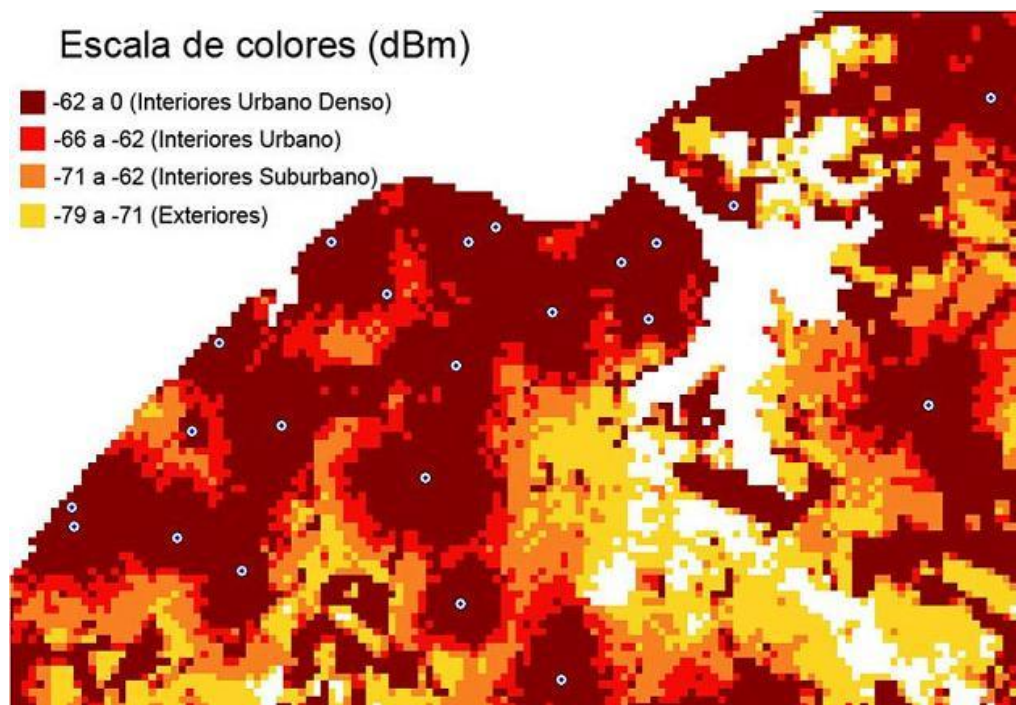 Escala de colores (dBm)
-62 a 0 (Interiores Urbano Denso)
-66 a -62 (Interiores Urbano)
-71 a -62 (Interiores Suburbano)
-79 a -71 (Exteriores)